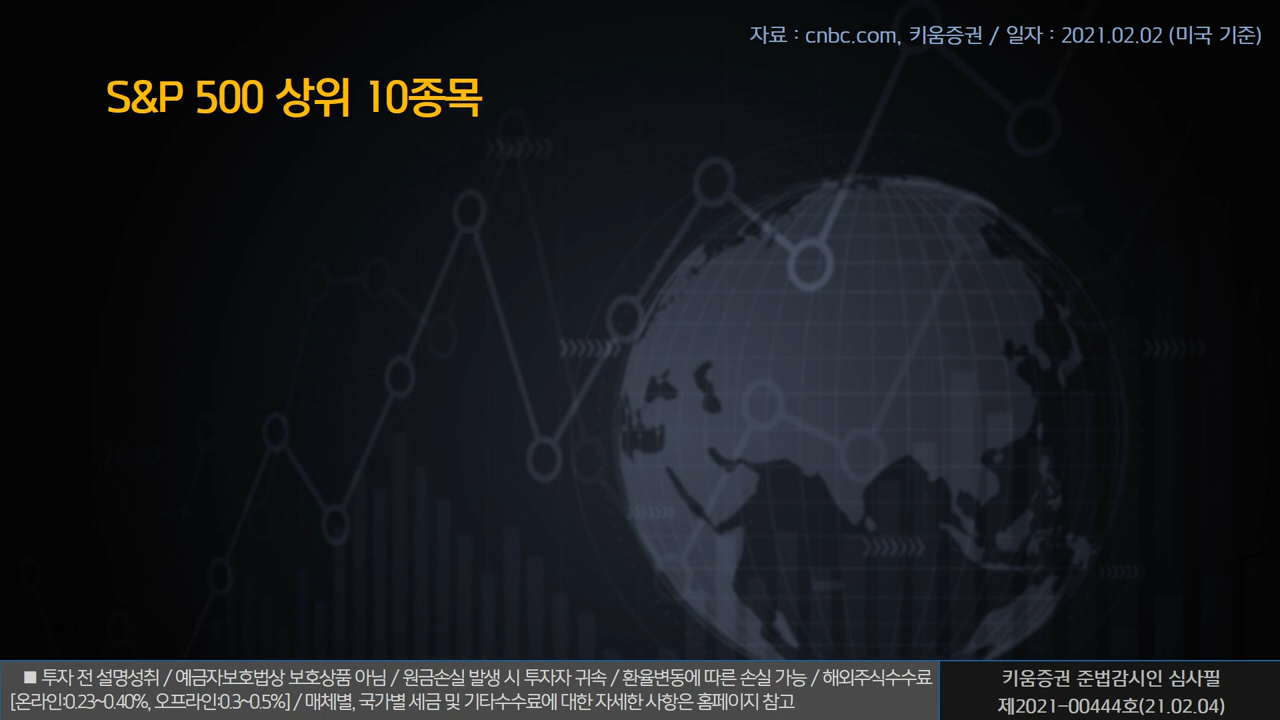 자료 : cnbc.com, 키움증권 / 일자 : 2021.02.02 (미국 기준)
S&P 500 상위 10종목
■ 투자 전 설명성취 / 예금자보호법상 보호상품 아님 / 원금손실 발생 시 투자자 귀속 / 환율변동에 따른 손실 가능 / 해외주식수수료
[온라인:0.23~0.40%, 오프라인:0.3~0.5%] / 매체별, 국가별 세금 및 기타수수료에 대한 자세한 사항은 홈페이지 참고
키움증권 준법감시인 심사필
제2021-00444호(21.02.04)